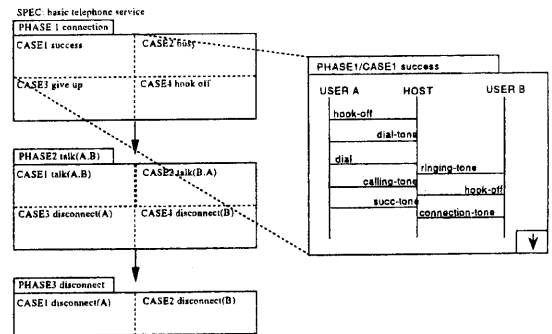 SPEC: basic telephone service
PHASE 1 connection
CASE1 success
CASE2 busy
CASE3 give up
CASE4 hook off
PHASE2 talk(A.B)
CASE1 talk(A.B)
CASE2 talk(B.A)
CASE3 disconnect(A)
CASE4 disconnect(B)
PHASE3 disconnect
CASE1 disconnect(A)
CASE2 disconnect(B)
PHASE1/CASE1 success
USER A HOST USER B
hook-off
dial-tone
dial
ringing-tone
calling-tone
hook-off
succ-tone
connection-tone